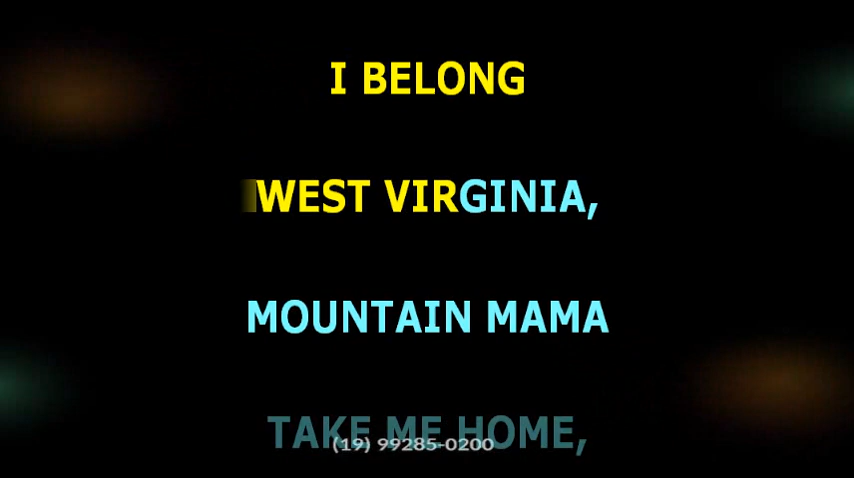 I BELONG
WEST VIRGINIA,
MOUNTAIN MAMA
TAKE ME HOME,
(19) 99285-0200